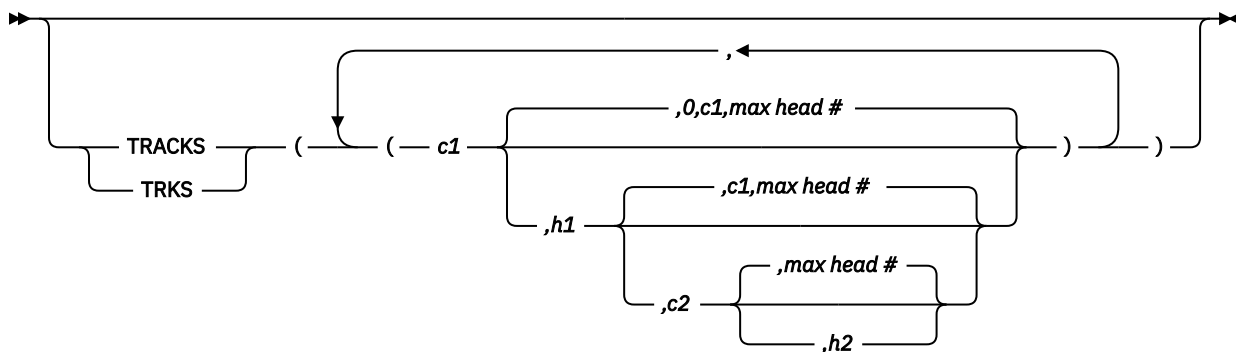 ,
,0,c1,max head #
TRACKS ( ( c1 ) )
TRKS
,c1,max head #
,h1
,max head #
,c2
,h2